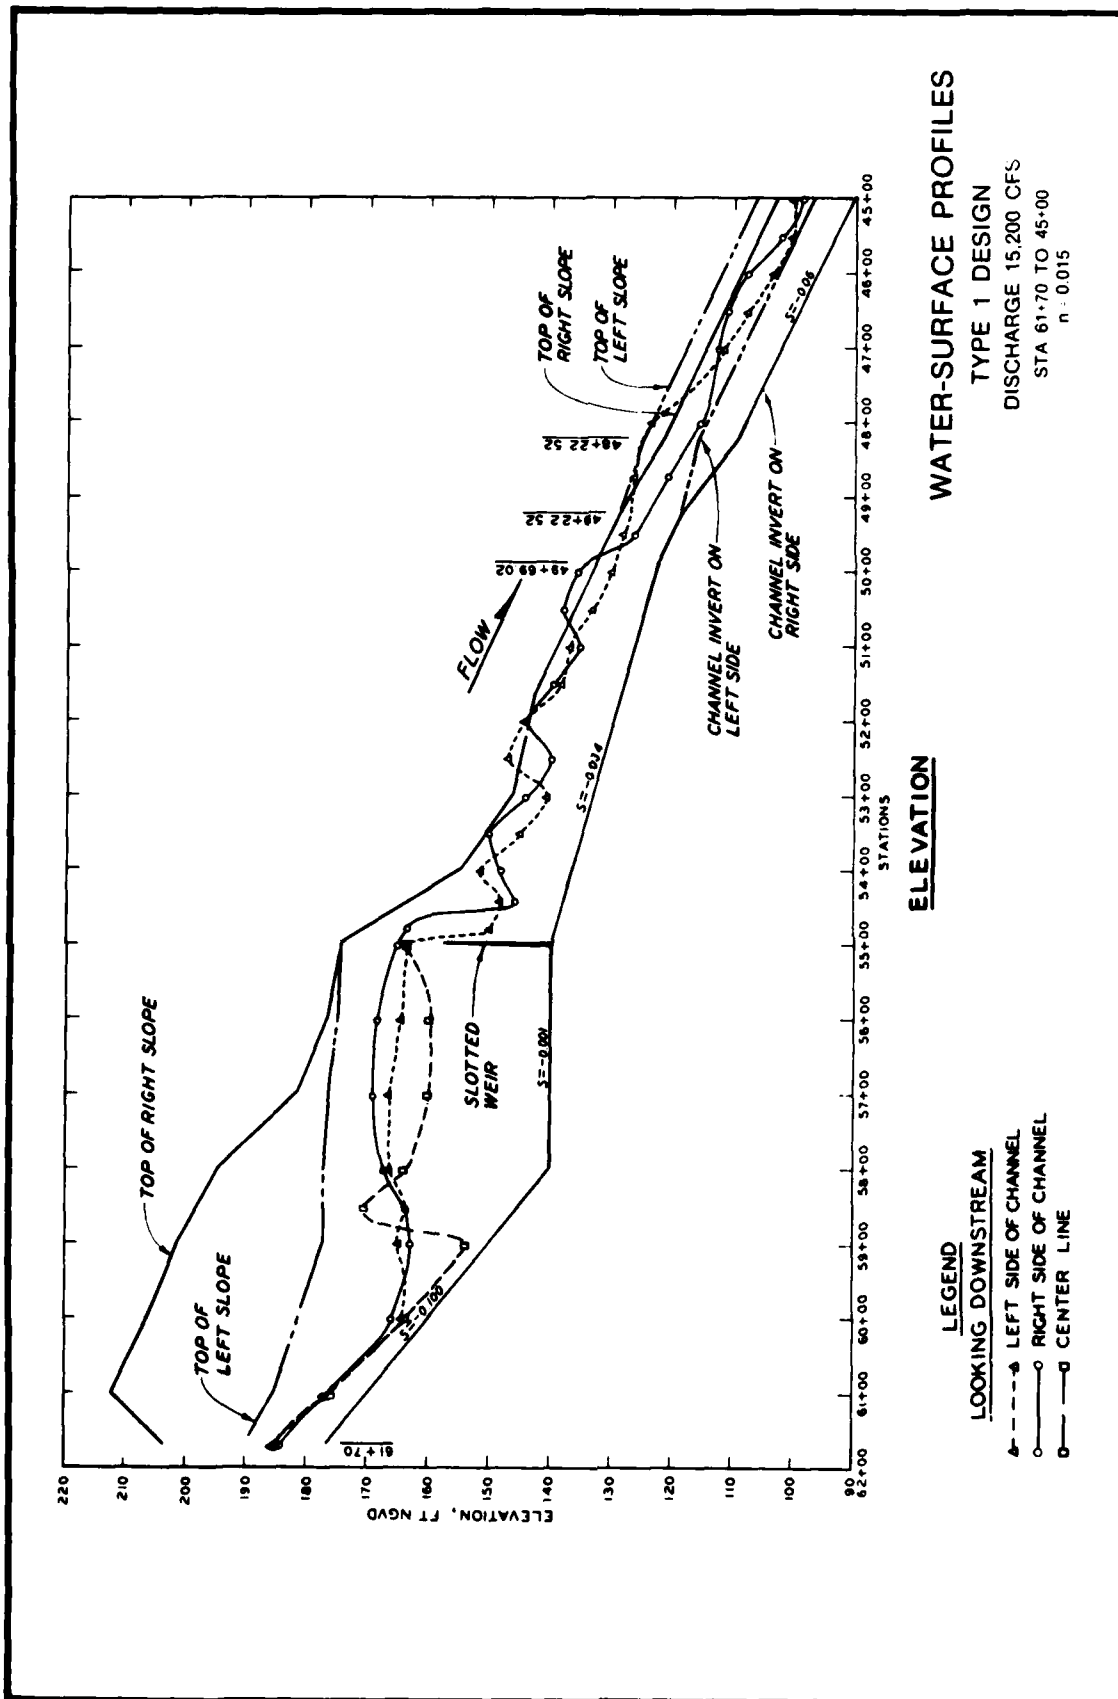 WATER-SURFACE PROFILES
TYPE 1 DESIGN
DISCHARGE 15,200 CFS
STA 61+70 TO 45+00
n = 0.015
ELEVATION
ELEVATION, FT NGVD
220
210
200
190
180
170
160
150
140
130
120
110
100
90
62+00
61+00
60+00
59+00
58+00
57+00
56+00
55+00
54+00
53+00
52+00
51+00
50+00
49+00
48+00
47+00
46+00
45+00
STATIONS
61+70
TOP OF
LEFT SLOPE
TOP OF RIGHT SLOPE
S=-0.100
S=-0.001
SLOTTED
WEIR
S=-0.034
FLOW
49+69.02
49+22.52
48+22.52
TOP OF
RIGHT SLOPE
TOP OF
LEFT SLOPE
CHANNEL INVERT ON
LEFT SIDE
CHANNEL INVERT ON
RIGHT SIDE
S=-0.06
LEGEND
LOOKING DOWNSTREAM
LEFT SIDE OF CHANNEL
RIGHT SIDE OF CHANNEL
CENTER LINE